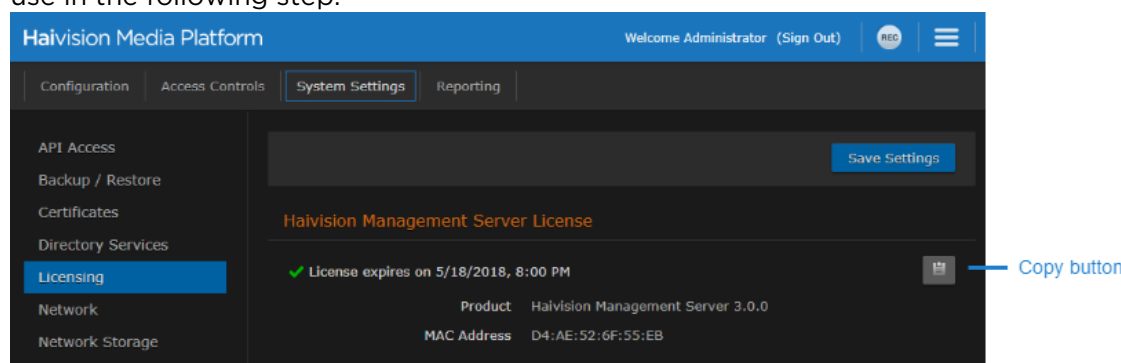 use in the following step.
Haivision Media Platform
Welcome Administrator (Sign Out)
REC
Configuration
Access Controls
System Settings
Reporting
API Access
Backup / Restore
Certificates
Directory Services
Licensing
Network
Network Storage
Save Settings
Haivision Management Server License
License expires on 5/18/2018, 8:00 PM
Copy button
Product Haivision Management Server 3.0.0
MAC Address D4:AE:52:6F:55:EB